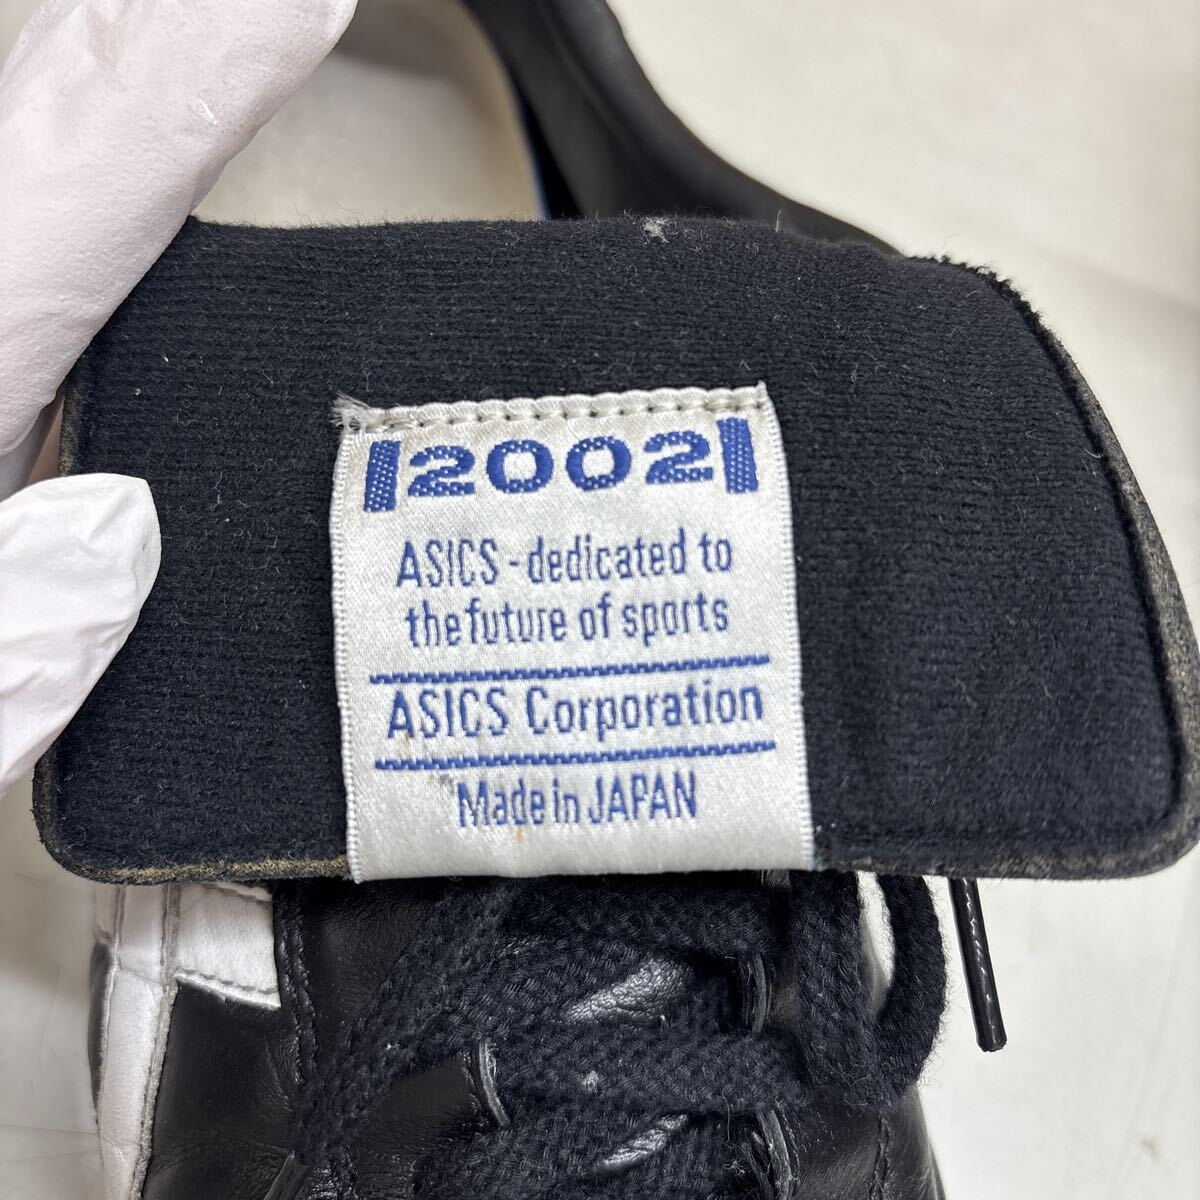 2002
ASICS - dedicated to
the future of sports
ASICS Corporation
Made in JAPAN